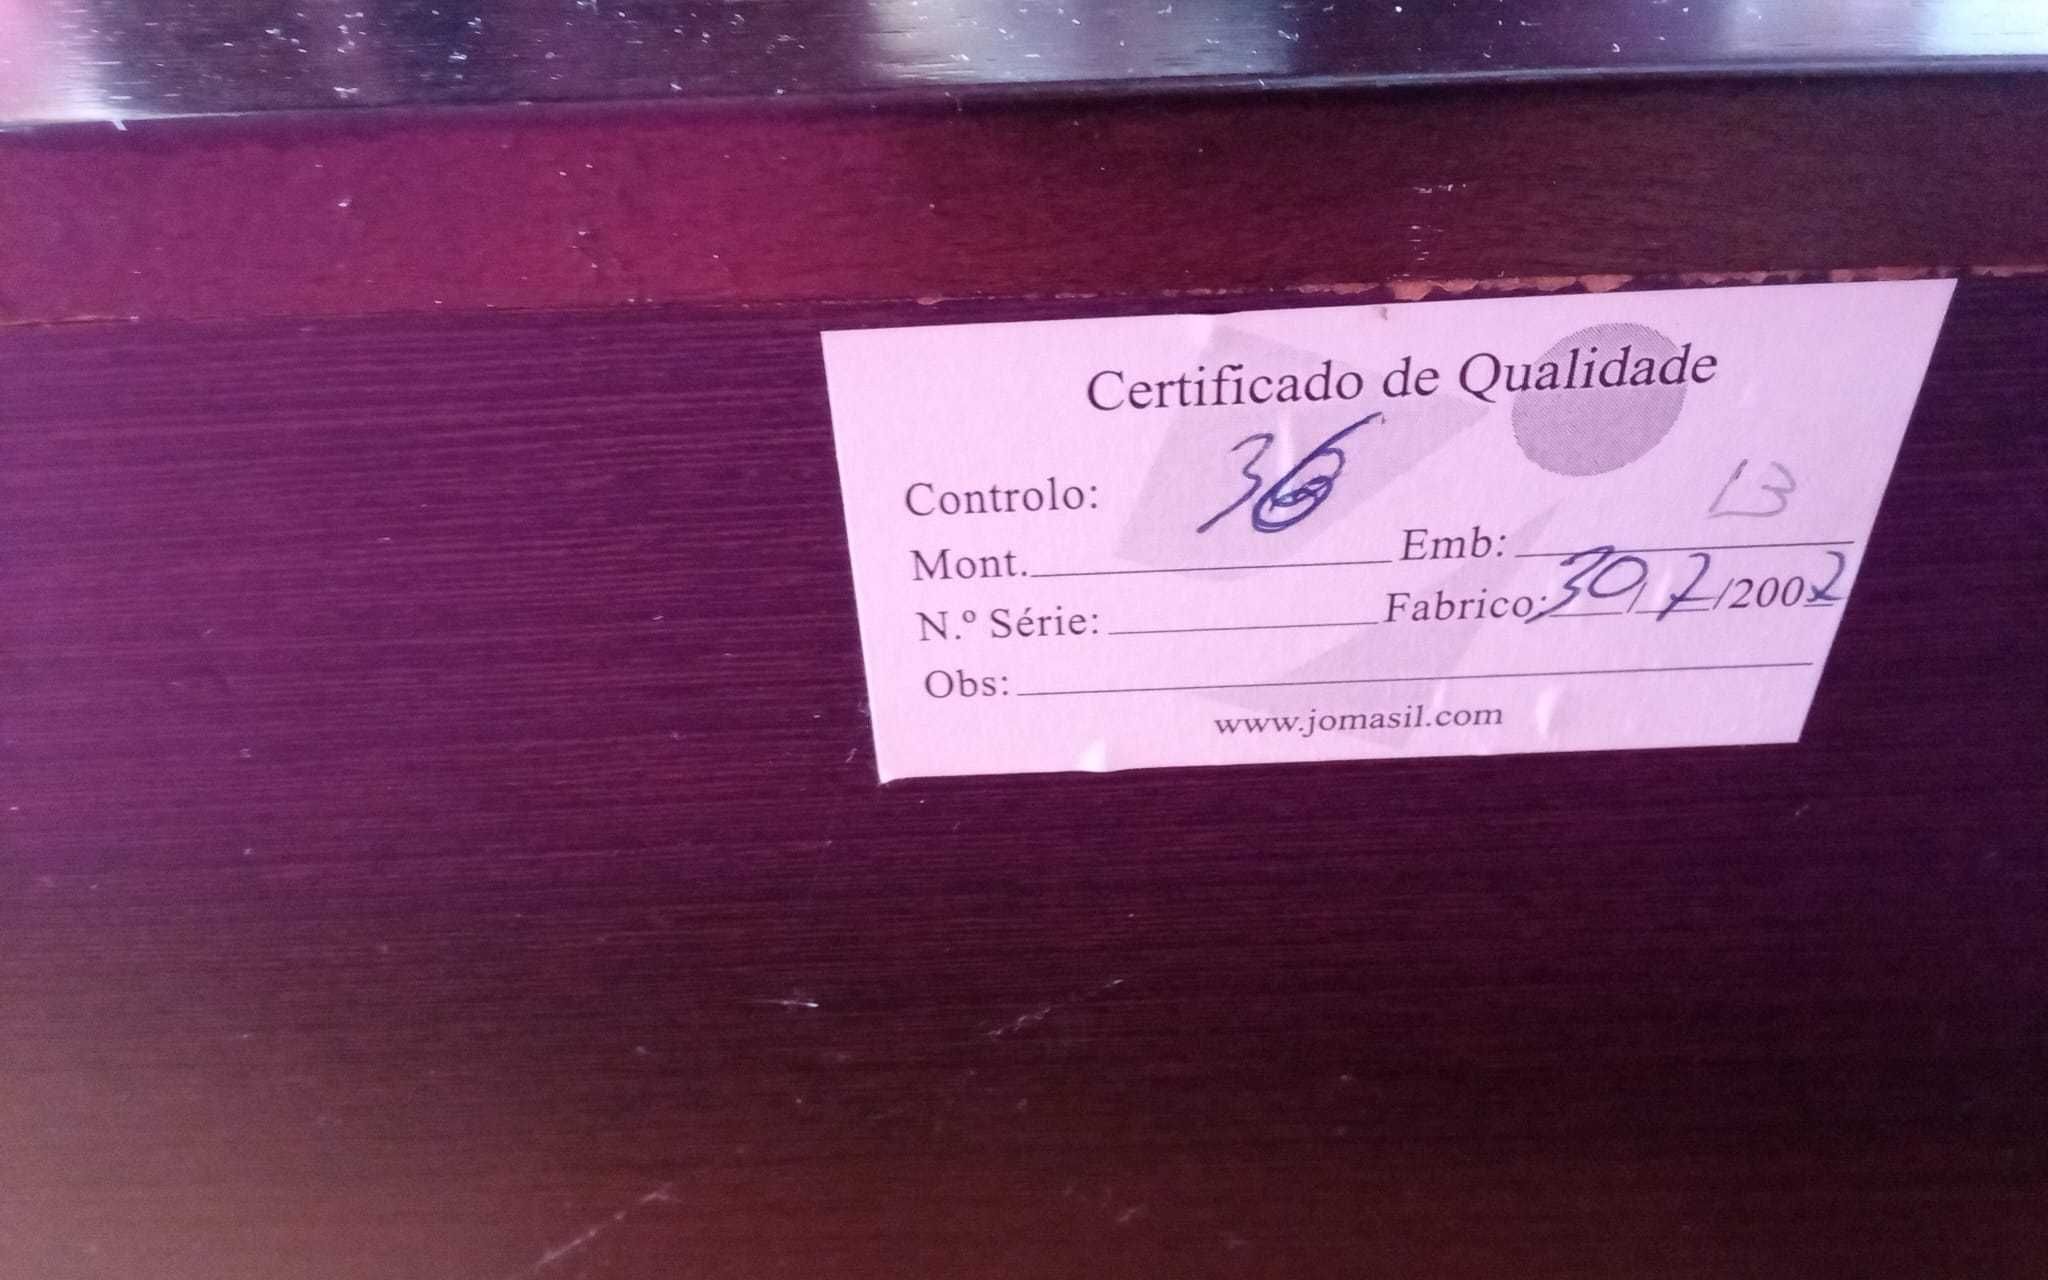 Certificado de Qualidade
Controlo: 36
Mont. Emb: 13
N.º Série: Fabrico: 30/7/2002
Obs:
www.jomasil.com